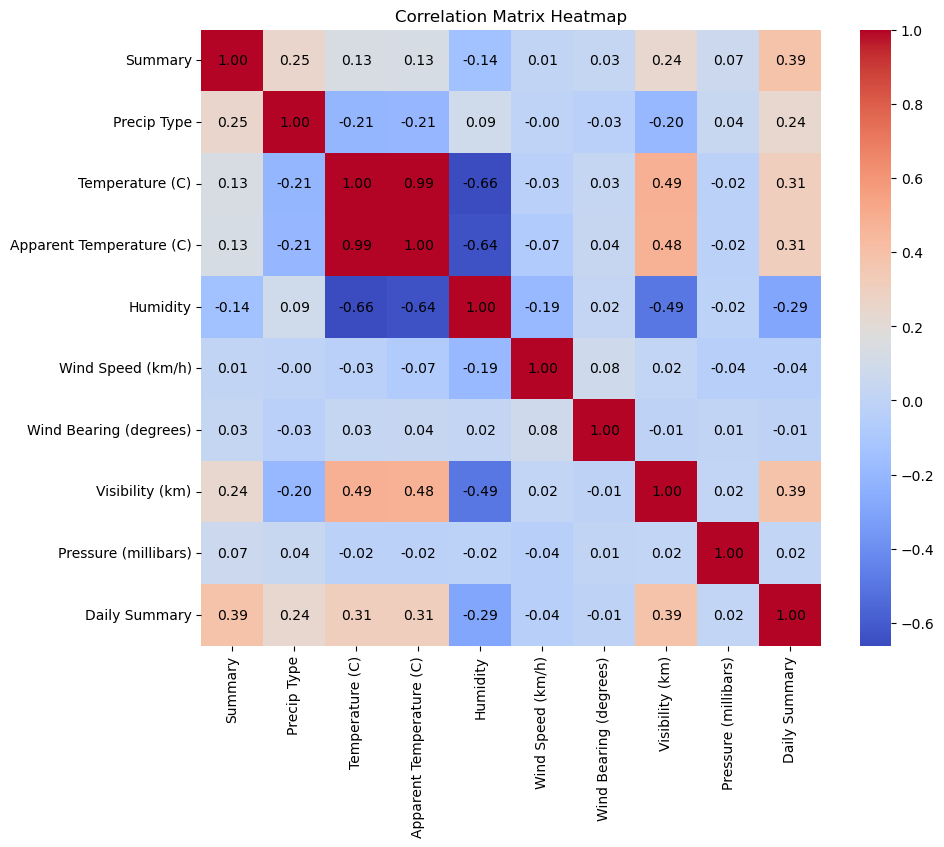 Correlation Matrix Heatmap
Summary 1.00 0.25 0.13 0.13 -0.14 0.01 0.03 0.24 0.07 0.39
Precip Type 0.25 1.00 -0.21 -0.21 0.09 -0.00 -0.03 -0.20 0.04 0.24
Temperature (C) 0.13 -0.21 1.00 0.99 -0.66 -0.03 0.03 0.49 -0.02 0.31
Apparent Temperature (C) 0.13 -0.21 0.99 1.00 -0.64 -0.07 0.04 0.48 -0.02 0.31
Humidity -0.14 0.09 -0.66 -0.64 1.00 -0.19 0.02 -0.49 -0.02 -0.29
Wind Speed (km/h) 0.01 -0.00 -0.03 -0.07 -0.19 1.00 0.08 0.02 -0.04 -0.04
Wind Bearing (degrees) 0.03 -0.03 0.03 0.04 0.02 0.08 1.00 -0.01 0.01 -0.01
Visibility (km) 0.24 -0.20 0.49 0.48 -0.49 0.02 -0.01 1.00 0.02 0.39
Pressure (millibars) 0.07 0.04 -0.02 -0.02 -0.02 -0.04 0.01 0.02 1.00 0.02
Daily Summary 0.39 0.24 0.31 0.31 -0.29 -0.04 -0.01 0.39 0.02 1.00
Summary
Precip Type
Temperature (C)
Apparent Temperature (C)
Humidity
Wind Speed (km/h)
Wind Bearing (degrees)
Visibility (km)
Pressure (millibars)
Daily Summary
1.0
0.8
0.6
0.4
0.2
0.0
−0.2
−0.4
−0.6